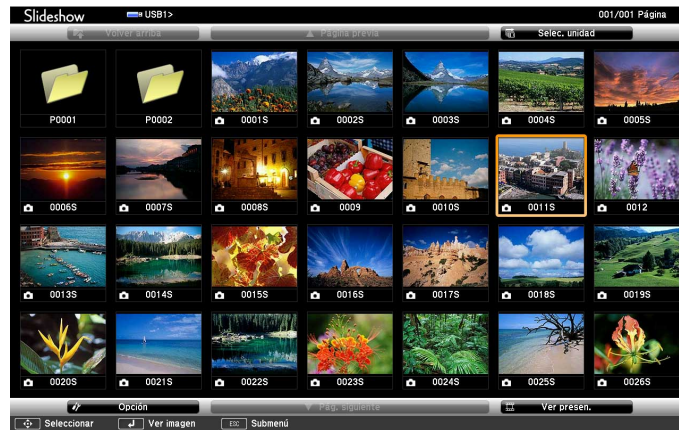 Slideshow USB1> 001/001 Página
Volver arriba Página previa Selec. unidad
P0001 P0002 0001S 0002S 0003S 0004S 0005S
0006S 0007S 0008S 0009 0010S 0011S 0012
0013S 0014S 0015S 0016S 0017S 0018S 0019S
0020S 0021S 0022S 0023S 0024S 0025S 0026S
Opción Pág. siguiente Ver presen.
Seleccionar Ver imagen ESC Submenú